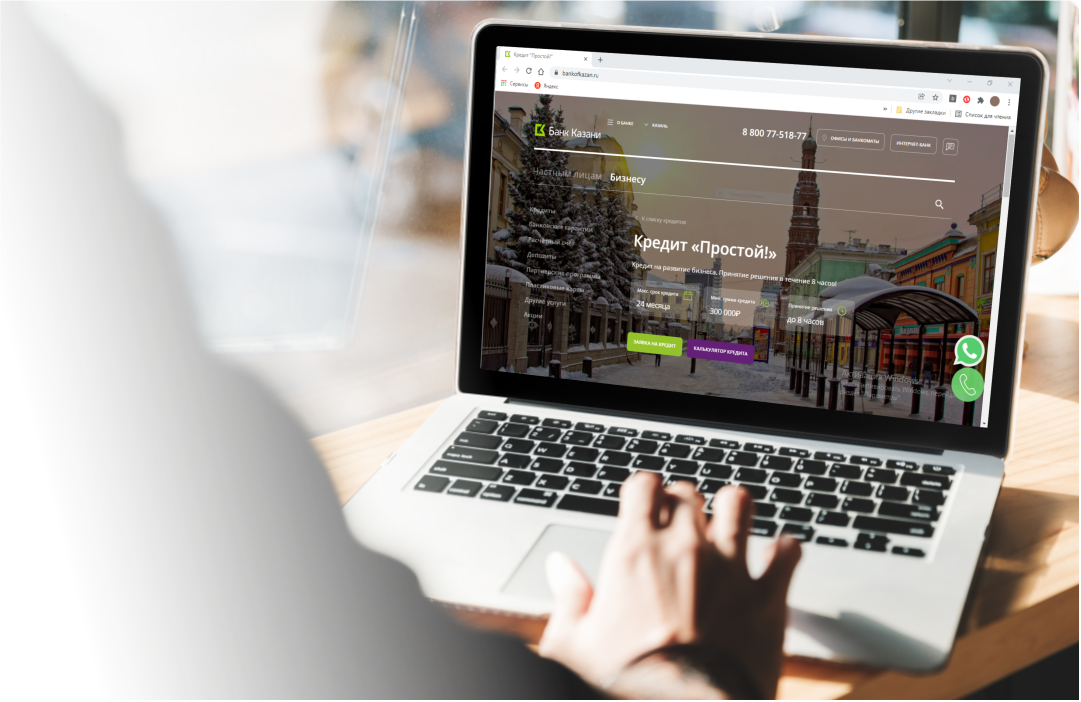 Кредит "Простой!"
bankofkazan.ru
Сервисы
Яндекс
Другие закладки
Список для чтения
Банк Казани
О БАНКЕ
КАЗАНЬ
8 800 77-518-77
ОФИСЫ И БАНКОМАТЫ
ИНТЕРНЕТ-БАНК
Частным лицам
Бизнесу
К списку кредитов
Кредиты
Банковские гарантии
Расчетный счет
Депозиты
Партнерские программы
Пластиковые карты
Другие услуги
Акции
Кредит «Простой!»
Кредит на развитие бизнеса. Принятие решения в течение 8 часов!
Макс. срок кредита
24 месяца
Макс. сумма кредита
300 000₽
Принятие решения
до 8 часов
ЗАЯВКА НА КРЕДИТ
КАЛЬКУЛЯТОР КРЕДИТА
Активация Windows